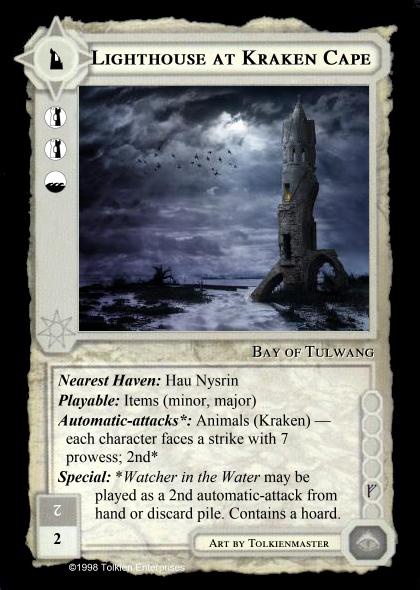 Lighthouse at Kraken Cape
Bay of Tulwang
Nearest Haven: Hau Nysrin
Playable: Items (minor, major)
Automatic-attacks*: Animals (Kraken) —
each character faces a strike with 7
prowess; 2nd*
Special: *Watcher in the Water may be
played as a 2nd automatic-attack from
hand or discard pile. Contains a hoard.
2
2
Art by Tolkienmaster
©1998 Tolkien Enterprises